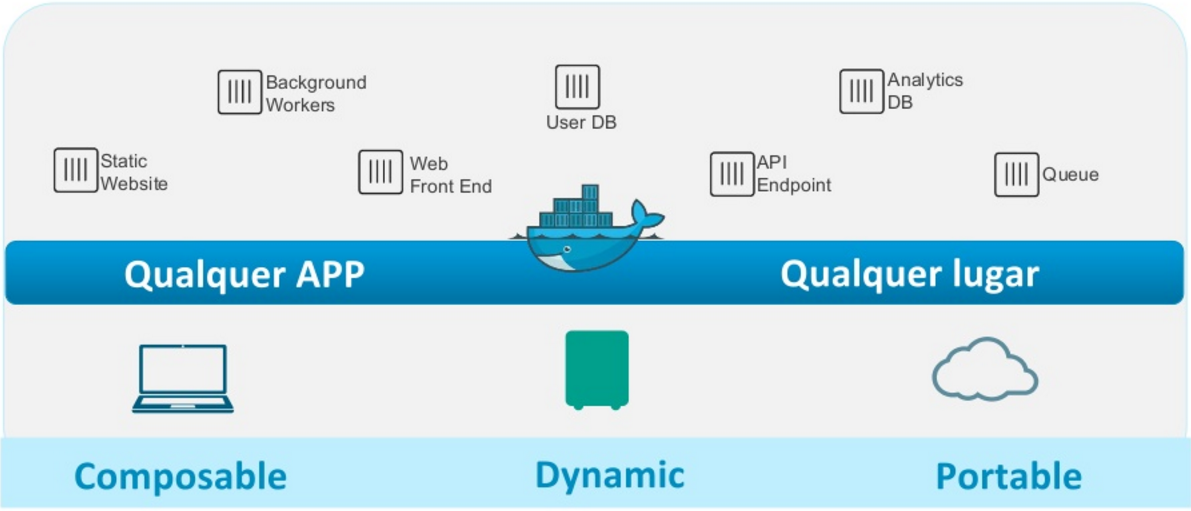 Background
Workers
User DB
Analytics
DB
Static
Website
Web
Front End
API
Endpoint
Queue
Qualquer APP
Qualquer lugar
Composable
Dynamic
Portable